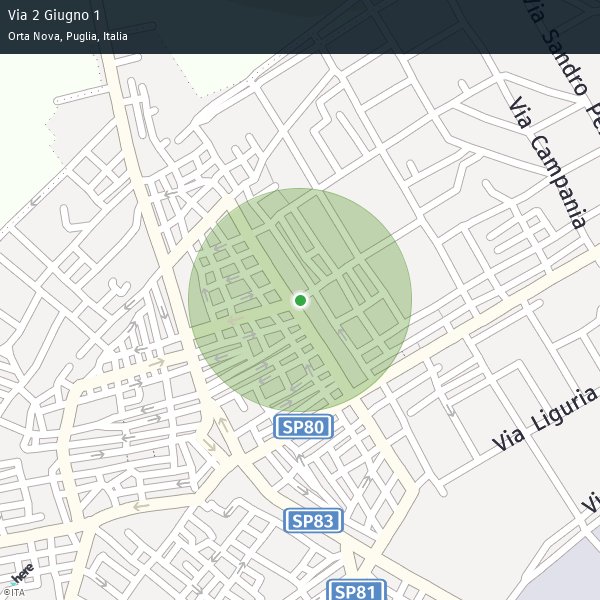 Via 2 Giugno 1
Orta Nova, Puglia, Italia
Via Sandro Pe
Via Campania
SP80
Via Liguria
SP83
SP81
here
©ITA